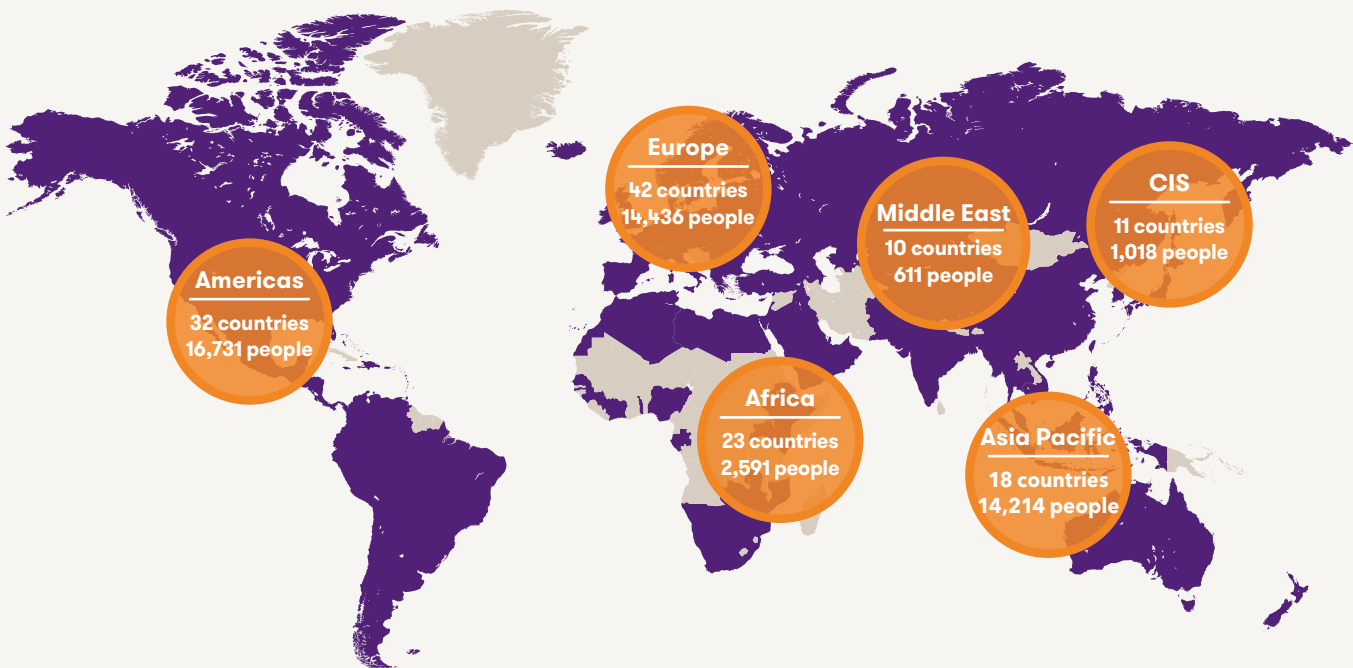 Europe
42 countries
14,436 people
CIS
11 countries
1,018 people
Middle East
10 countries
611 people
Americas
32 countries
16,731 people
Africa
23 countries
2,591 people
Asia Pacific
18 countries
14,214 people